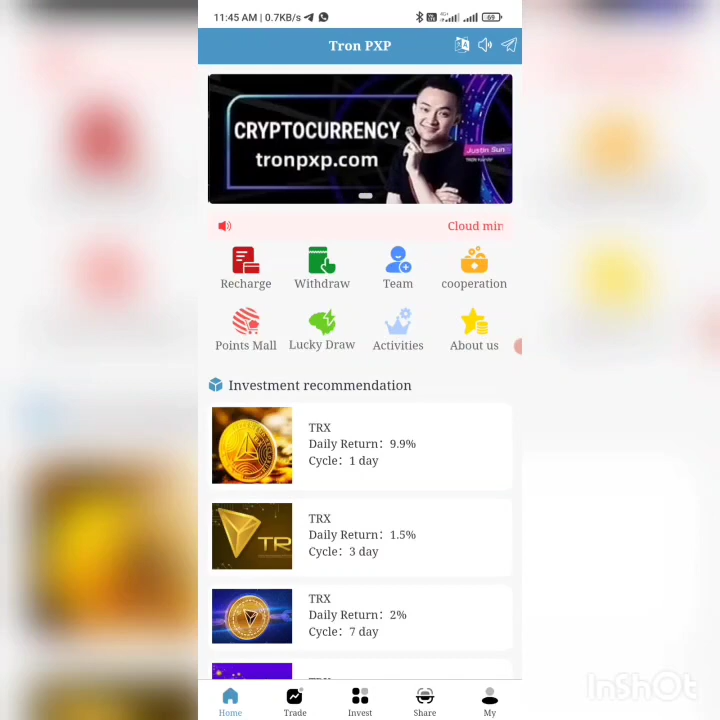 11:45 AM | 0.7KB/s
69
Tron PXP
CRYPTOCURRENCY
tronpxp.com
Justin Sun
Cloud min
Recharge
Withdraw
Team
cooperation
Points Mall
Lucky Draw
Activities
About us
Investment recommendation
TRX
Daily Return： 9.9%
Cycle： 1 day
TR
TRX
Daily Return： 1.5%
Cycle： 3 day
TRX
Daily Return： 2%
Cycle： 7 day
Home
Trade
Invest
Share
My
InShOt